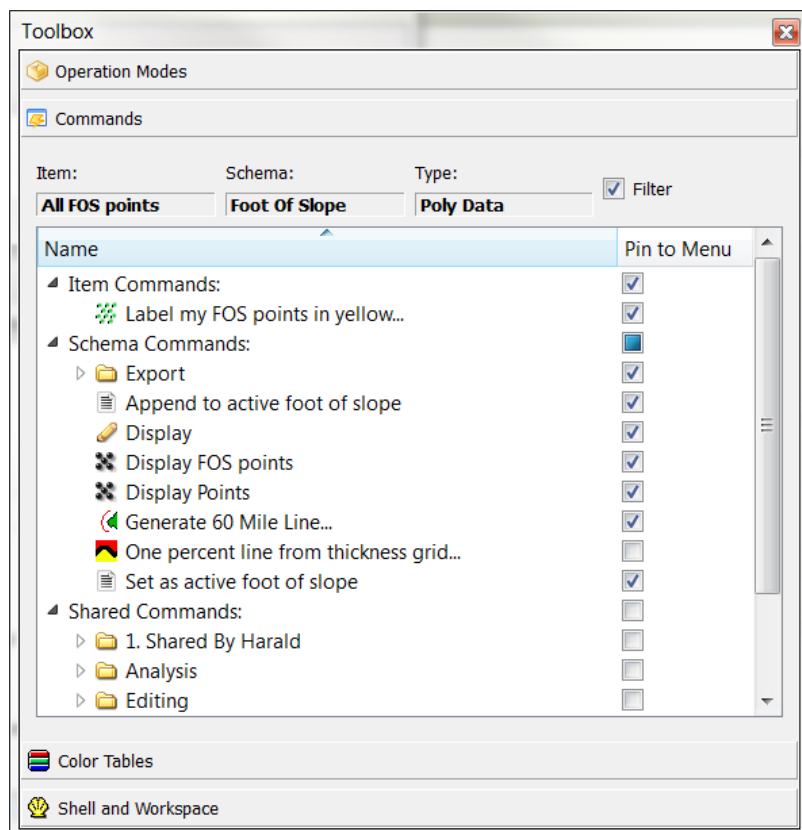 Toolbox
Operation Modes
Commands
Item: Schema: Type:
Filter
All FOS points Foot Of Slope Poly Data
Name Pin to Menu
Item Commands:
Label my FOS points in yellow...
Schema Commands:
Export
Append to active foot of slope
Display
Display FOS points
Display Points
Generate 60 Mile Line...
One percent line from thickness grid...
Set as active foot of slope
Shared Commands:
1. Shared By Harald
Analysis
Editing
Color Tables
Shell and Workspace